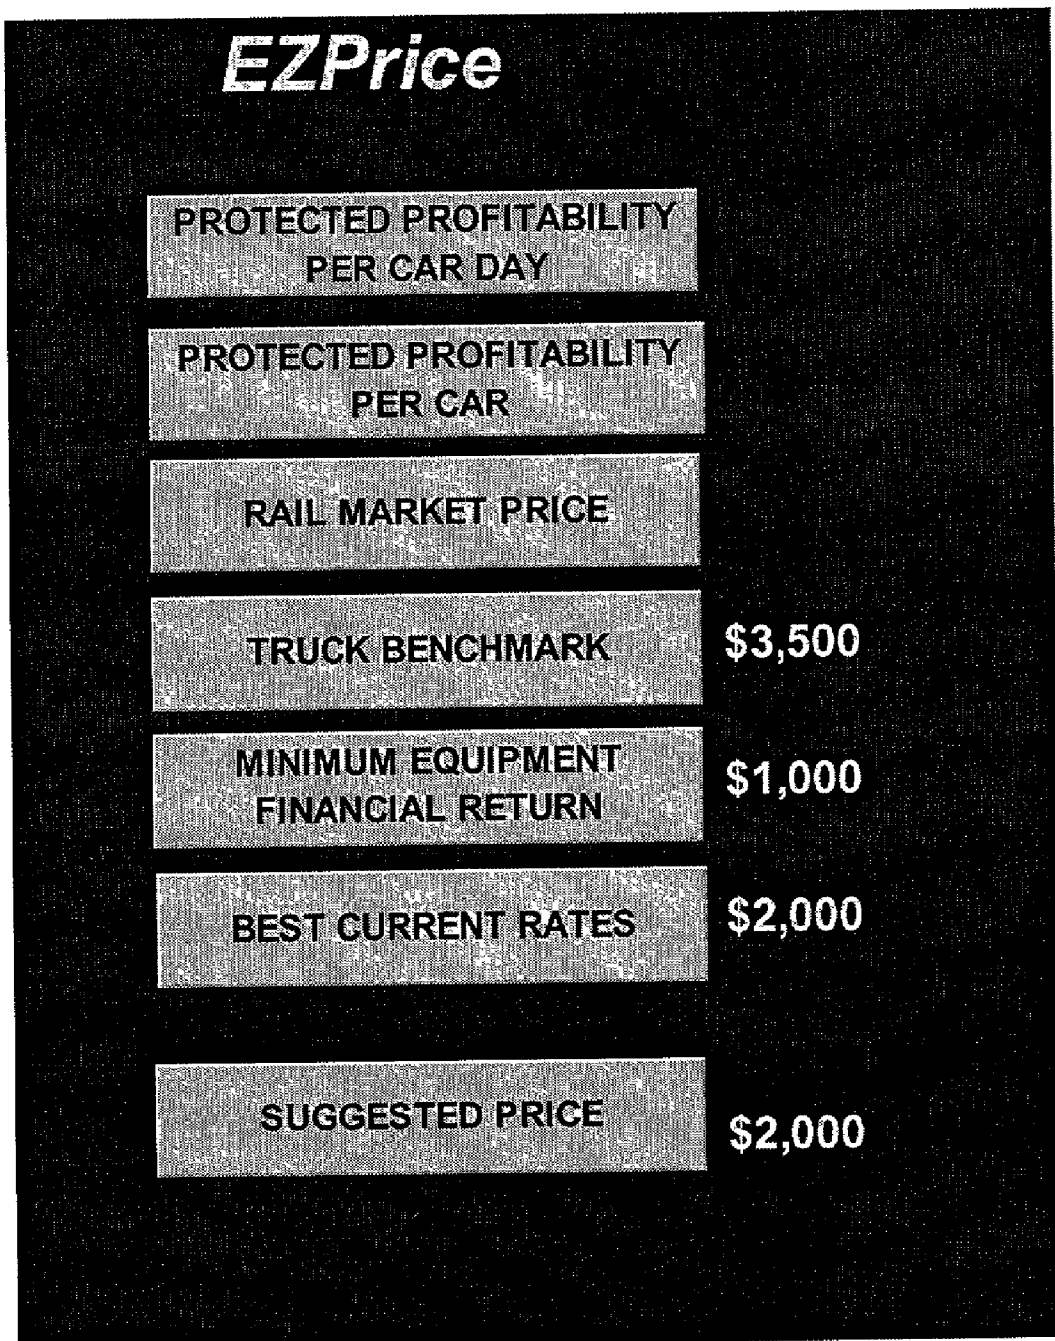 EZPrice
PROTECTED PROFITABILITY
PER CAR DAY
PROTECTED PROFITABILITY
PER CAR
RAIL MARKET PRICE
TRUCK BENCHMARK $3,500
MINIMUM EQUIPMENT
FINANCIAL RETURN $1,000
BEST CURRENT RATES $2,000
SUGGESTED PRICE $2,000